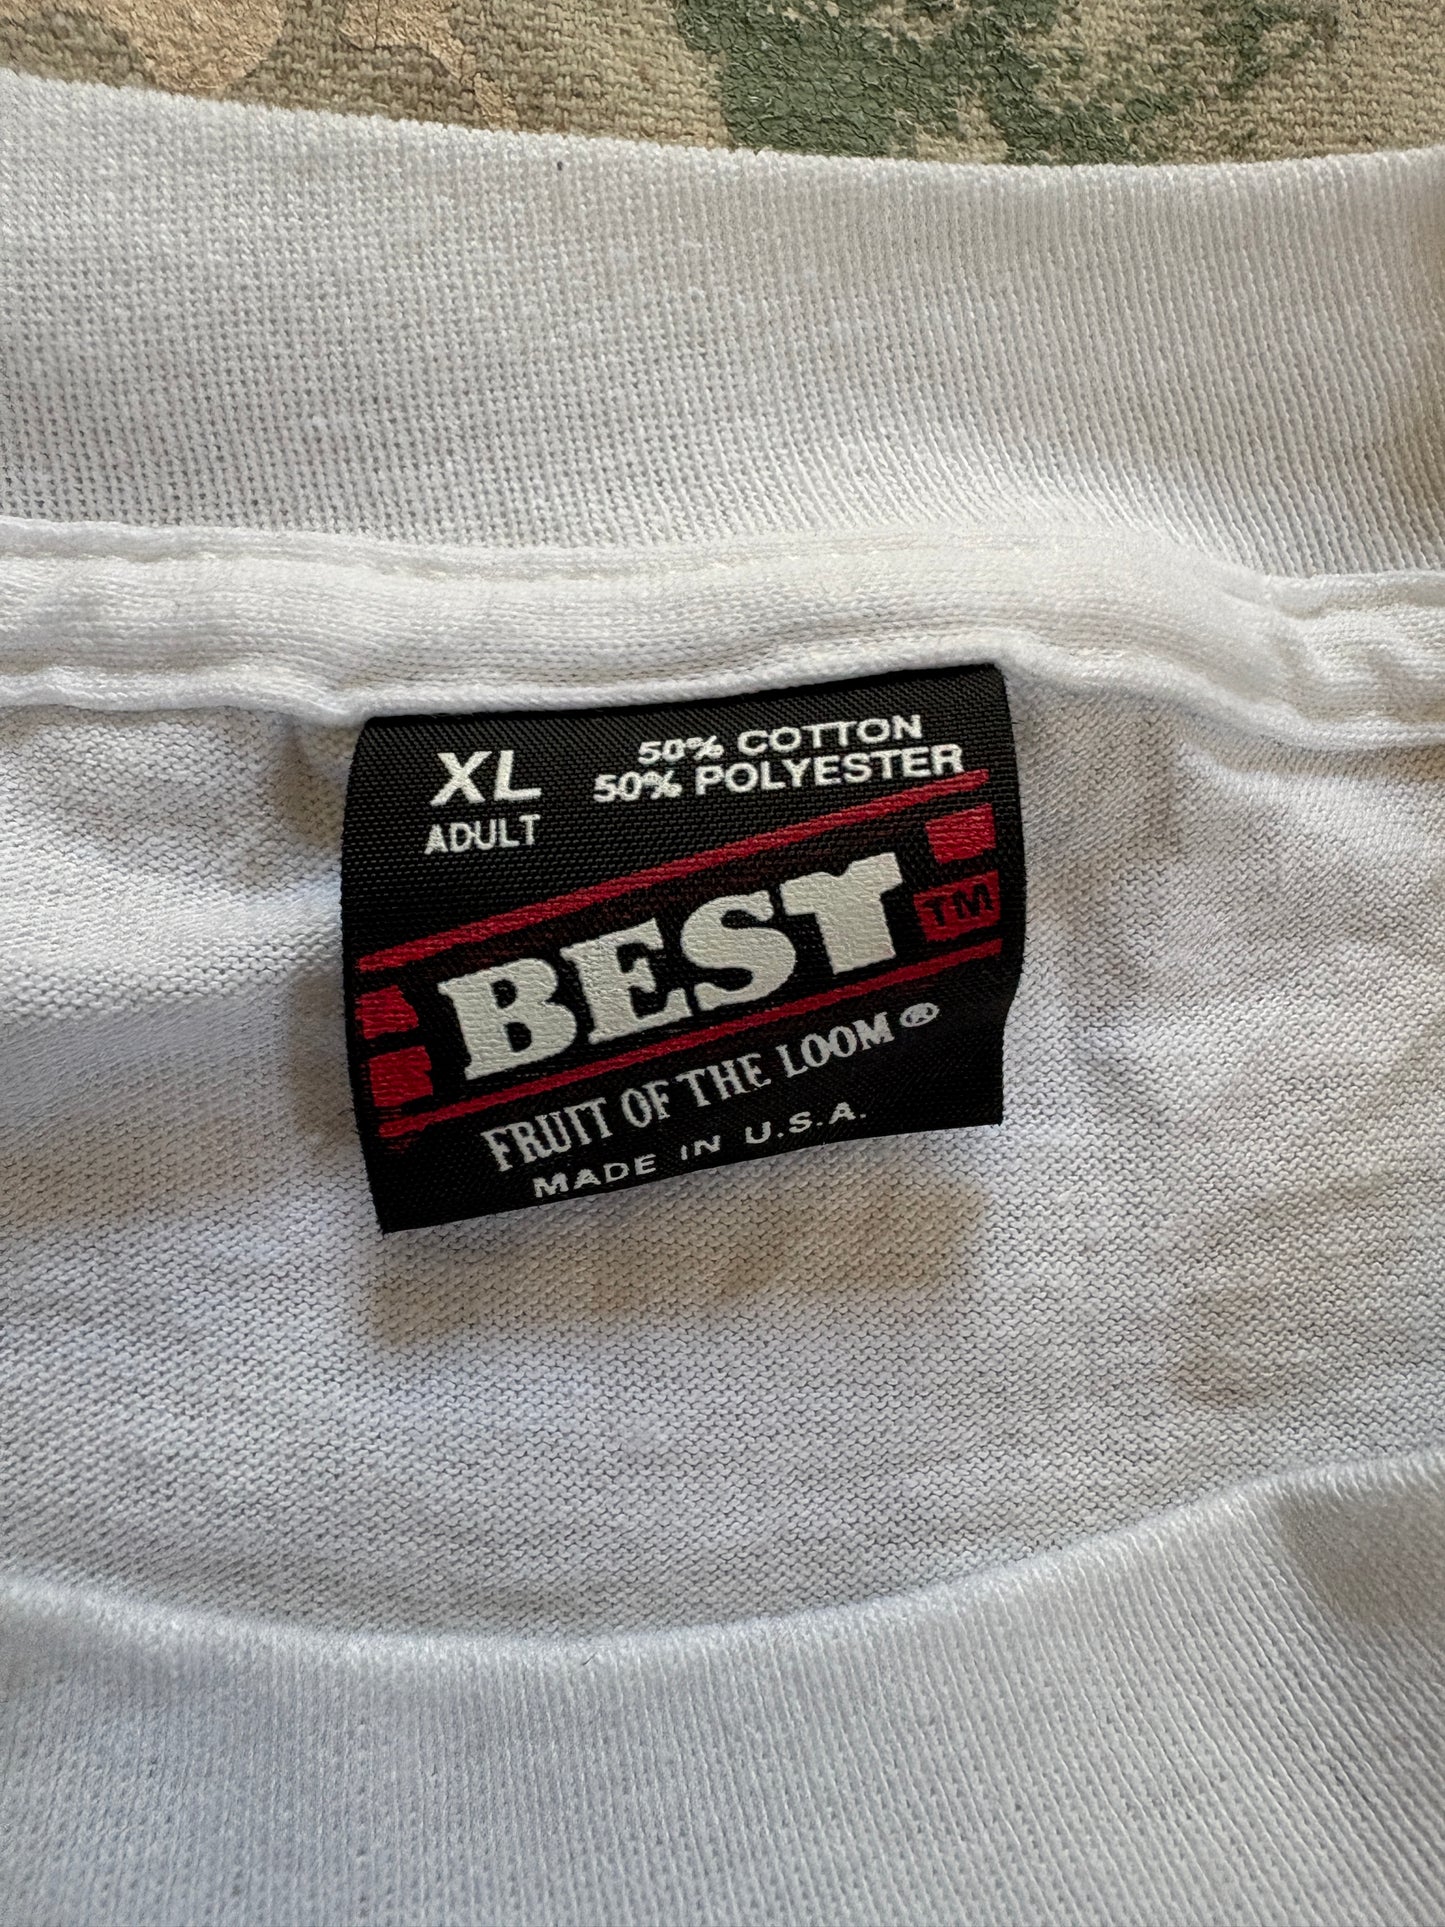 XL
ADULT
50% COTTON
50% POLYESTER
BEST TM
FRUIT OF THE LOOM®
MADE IN U.S.A.